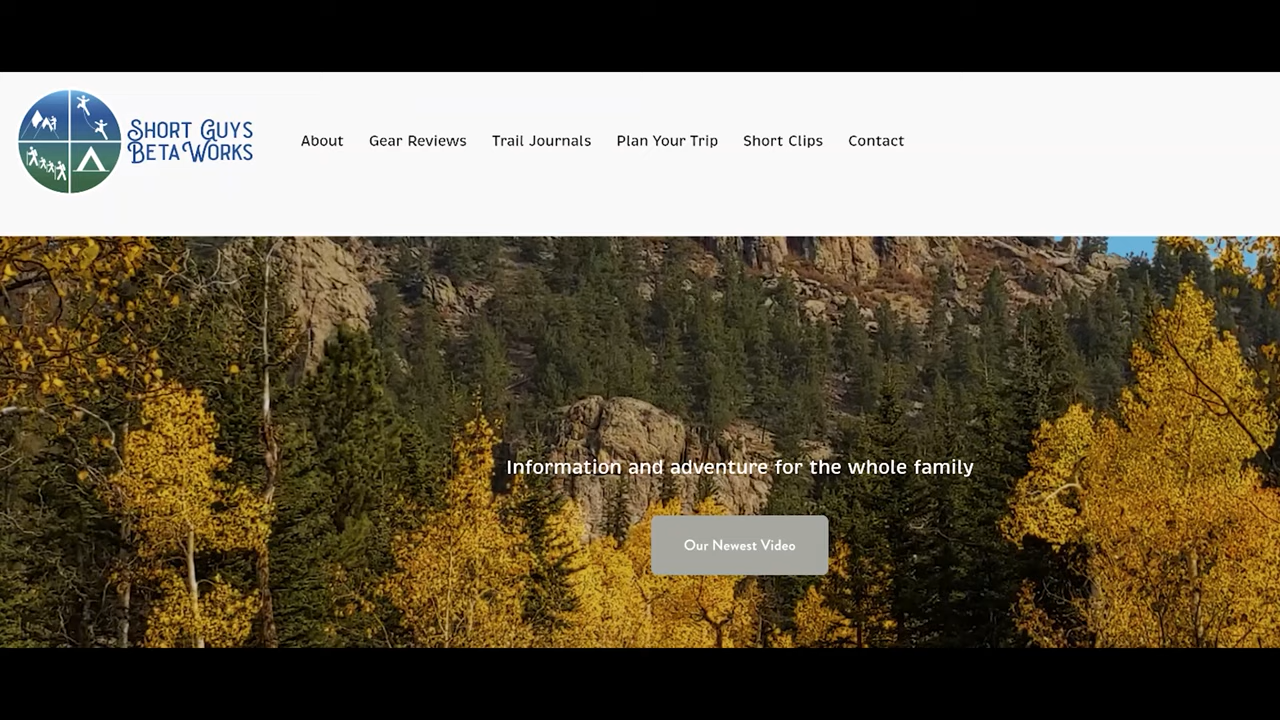 Short Guys
Beta Works
About Gear Reviews Trail Journals Plan Your Trip Short Clips Contact
Information and adventure for the whole family
Our Newest Video